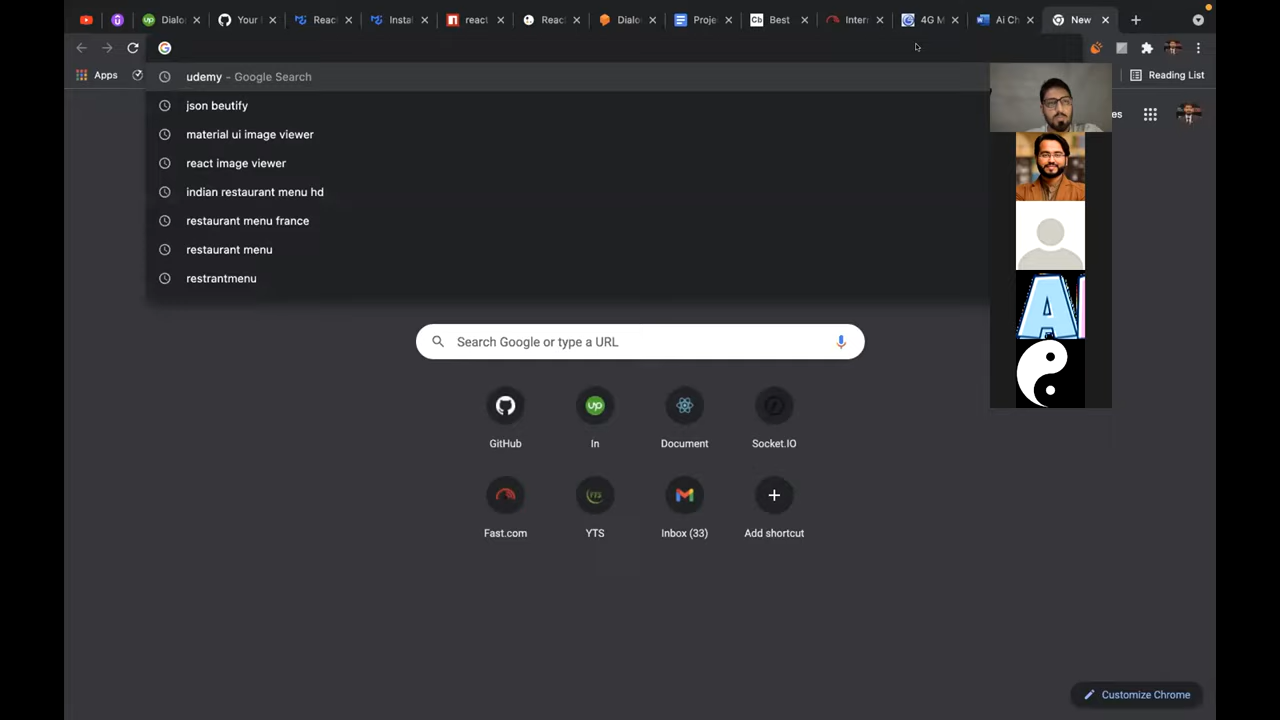 Dialo
Your
Reac
Instal
react
Reac
Dialo
Proje
Cb
Best
Intern
4G M
Ai Ch
New
Apps
Reading List
udemy - Google Search
json beutify
material ui image viewer
react image viewer
indian restaurant menu hd
restaurant menu france
restaurant menu
restrantmenu
es
Search Google or type a URL
GitHub
In
Document
Socket.IO
Fast.com
YTS
Inbox (33)
Add shortcut
Customize Chrome